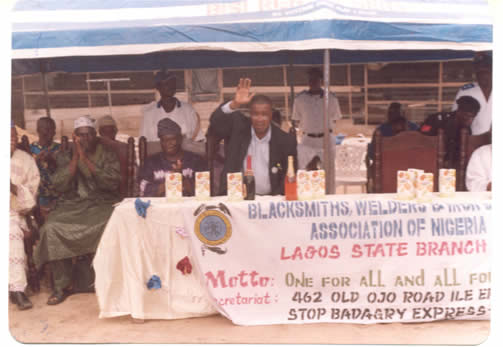 BLACKSMITHS, WELDERS & IRON
ASSOCIATION OF NIGERIA
LAGOS STATE BRANCH
Motto: ONE FOR ALL AND ALL FO
Secretariat: 462 OLD OJO ROAD ILE E
STOP BADAGRY EXPRESS